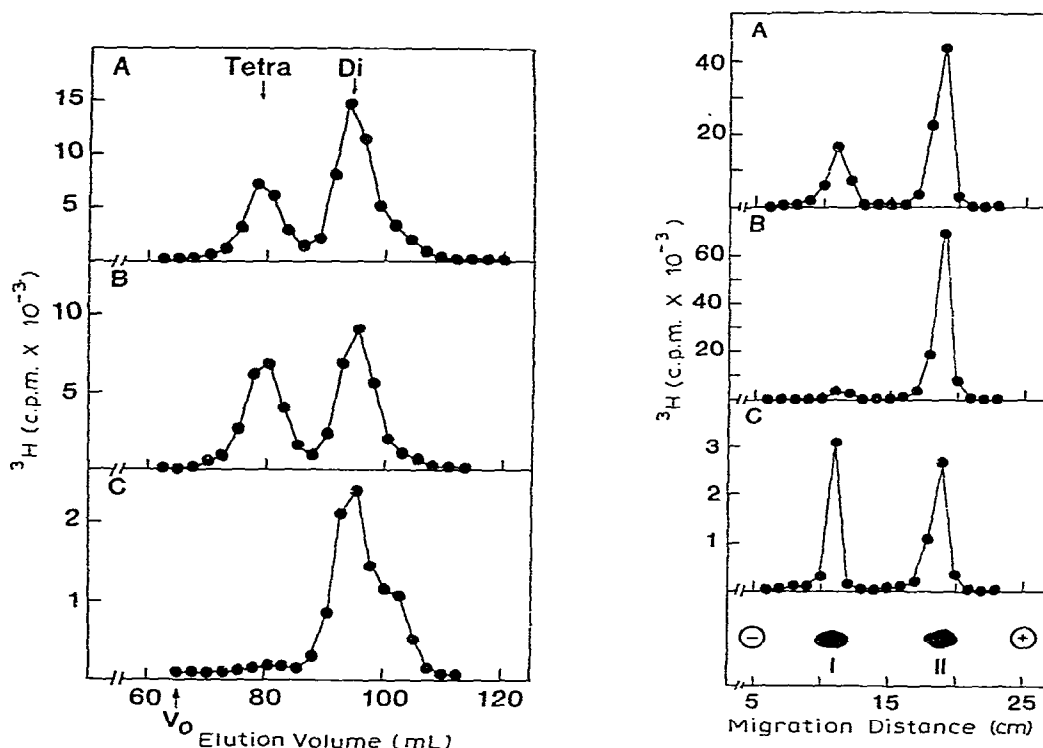 A
Tetra
Di
15
10
5
B
10
5
C
2
1
³H (c.p.m. X 10⁻³)
60
80
100
120
V₀
Elution Volume (mL)
A
40
20
B
60
40
20
C
3
2
1
³H (c.p.m. X 10⁻³)
−
+
I
II
5
15
25
Migration Distance (cm)